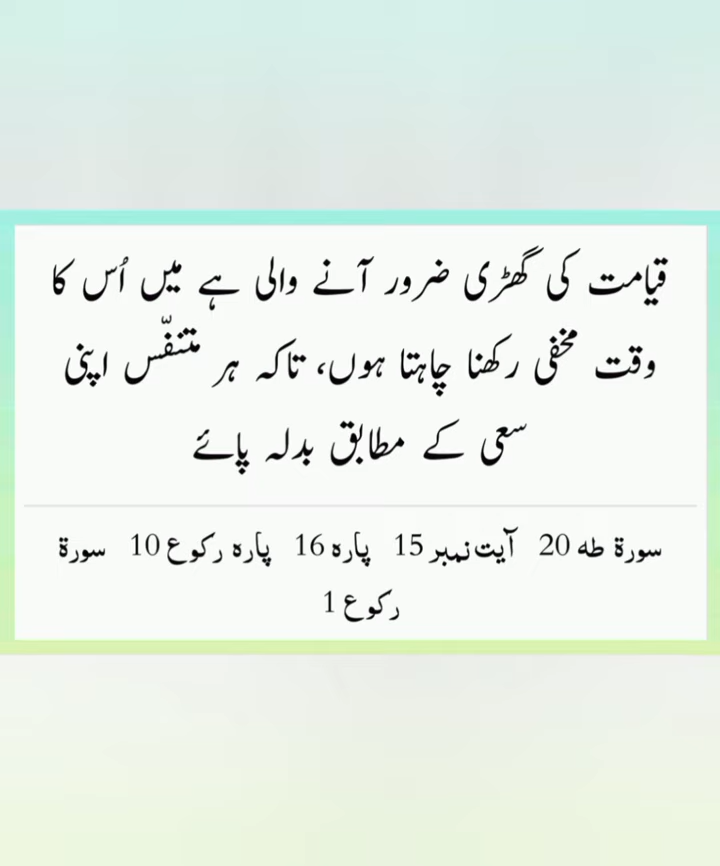 قیامت کی گھڑی ضرور آنے والی ہے میں اُس کا
وقت مخفی رکھنا چاہتا ہوں، تاکہ ہر متنفّس اپنی
سعی کے مطابق بدلہ پائے
سورۃ طه 20 آیت نمبر 15 پارہ 16 پارہ رکوع 10 سورۃ
رکوع 1